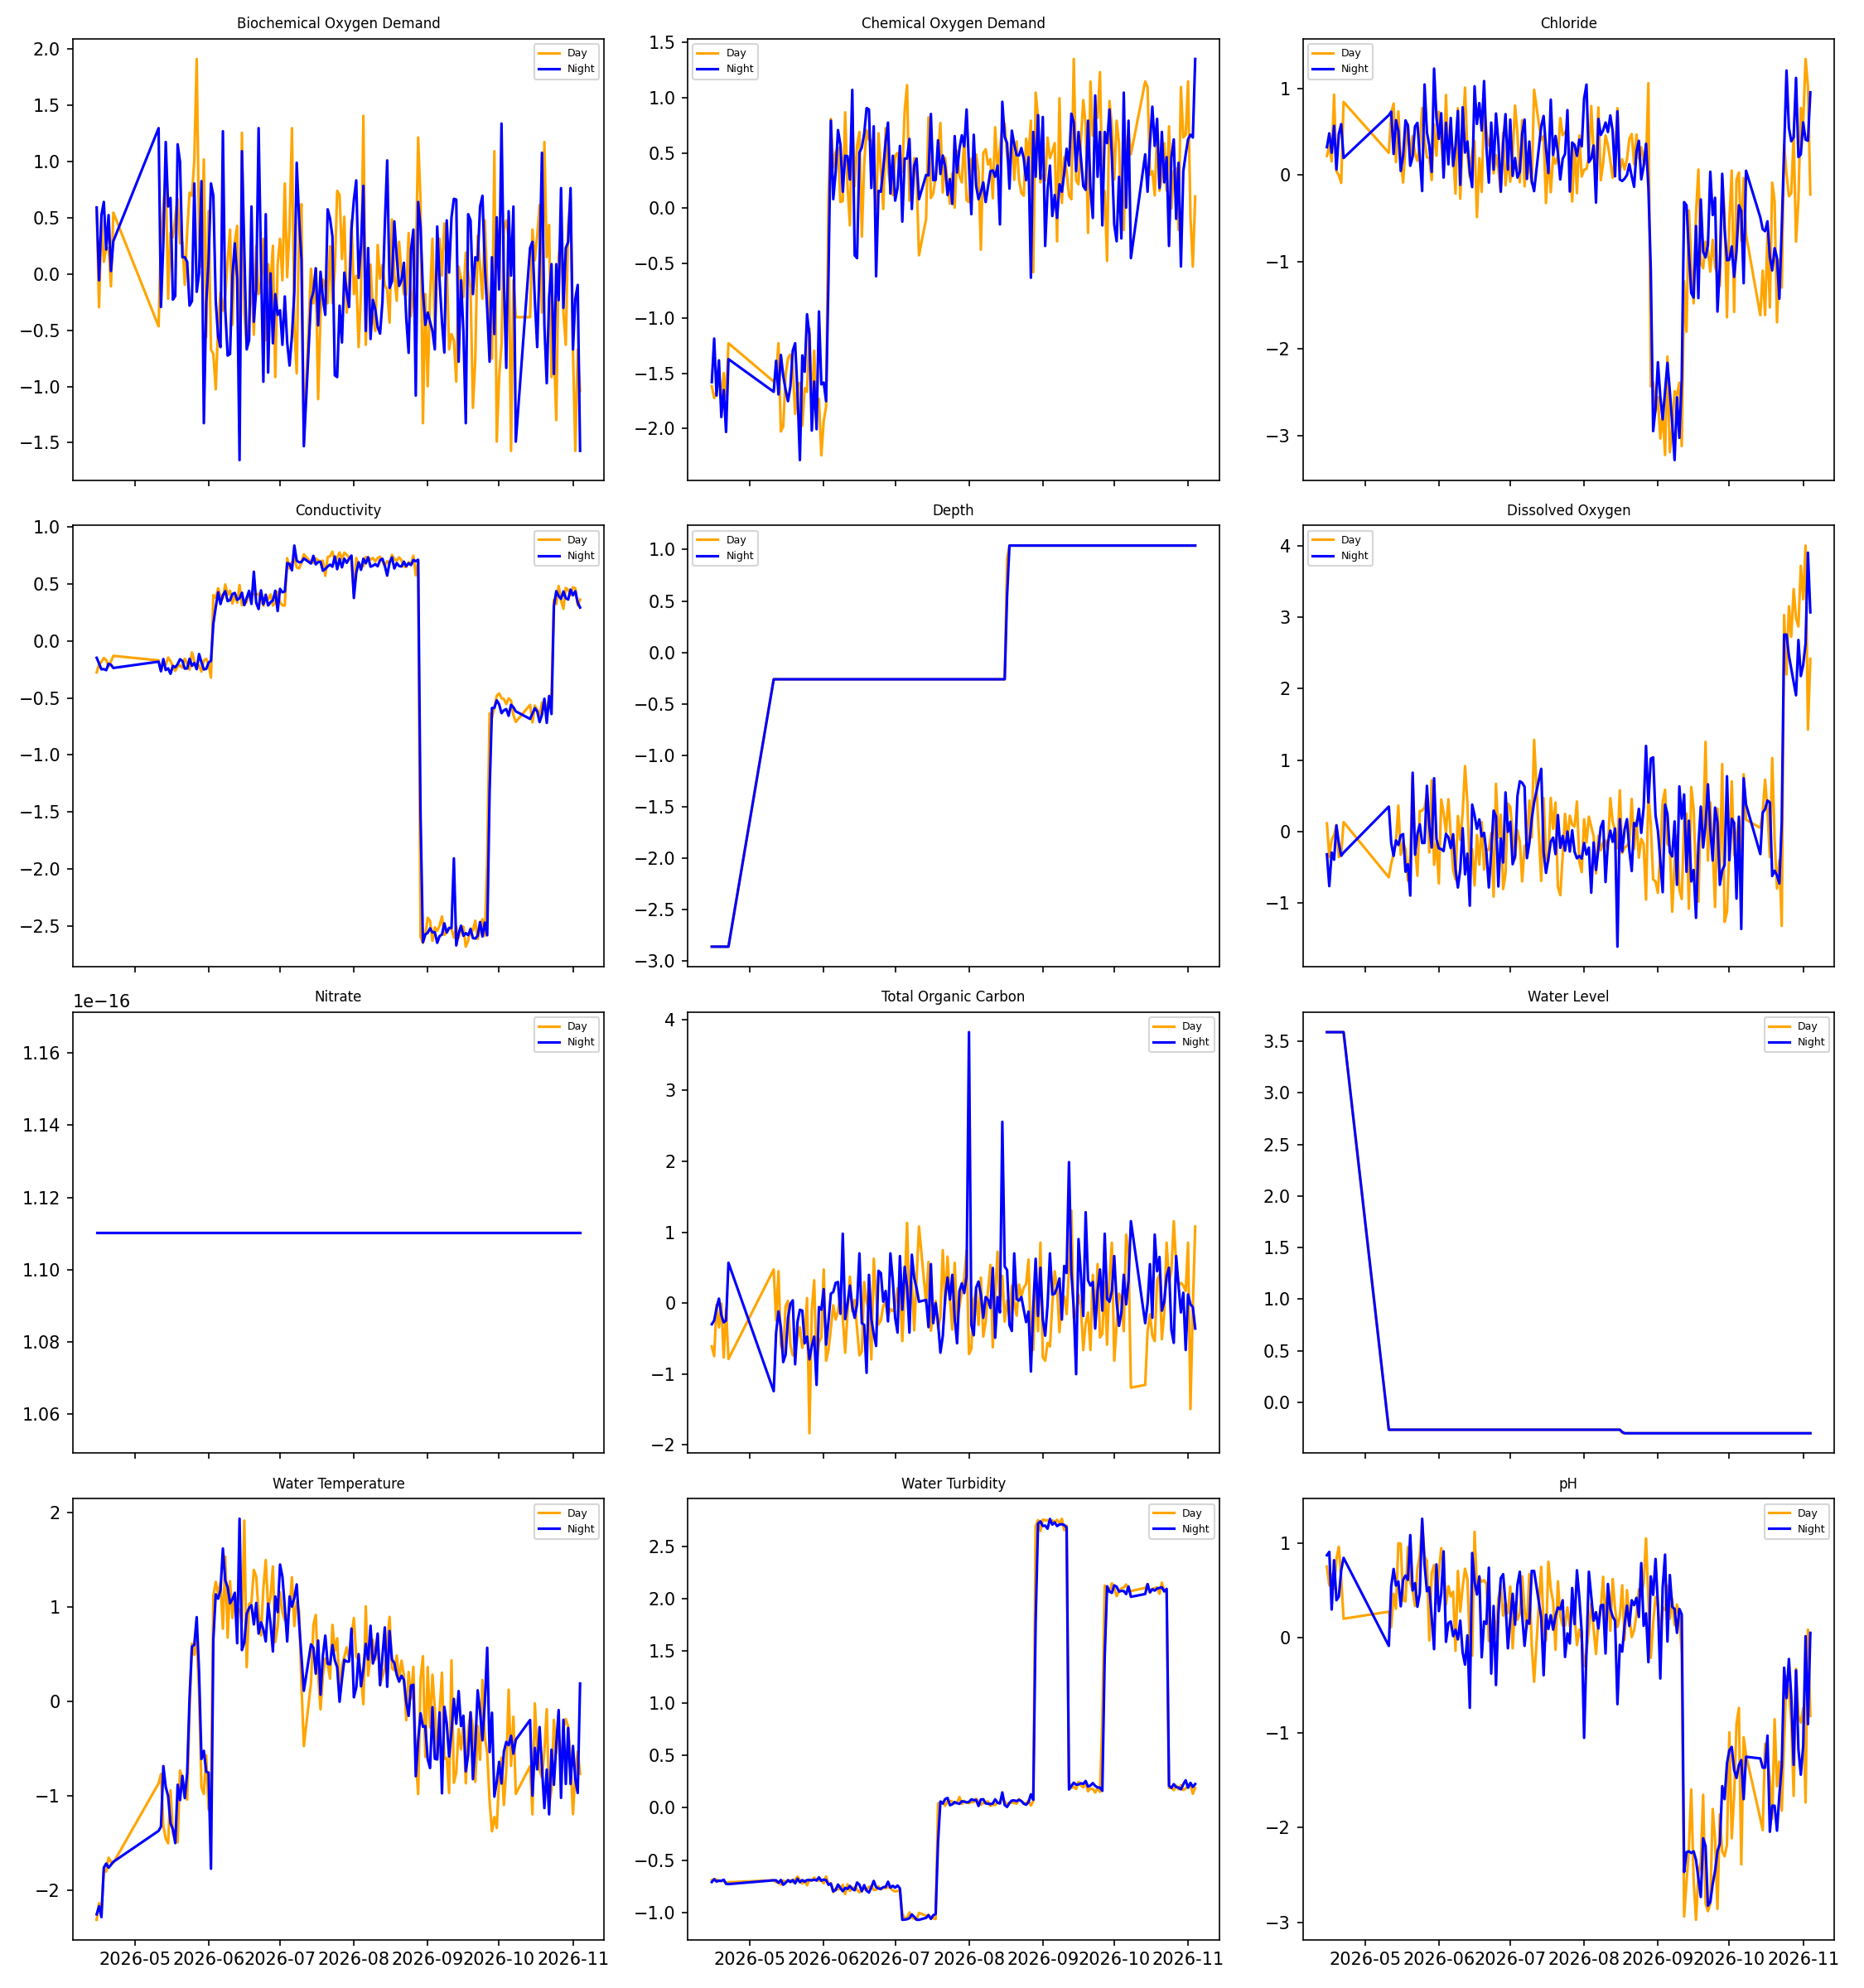 Biochemical Oxygen Demand
2.0
1.5
1.0
0.5
0.0
−0.5
−1.0
−1.5
Day
Night
Chemical Oxygen Demand
1.5
1.0
0.5
0.0
−0.5
−1.0
−1.5
−2.0
Day
Night
Chloride
1
0
−1
−2
−3
Day
Night
Conductivity
1.0
0.5
0.0
−0.5
−1.0
−1.5
−2.0
−2.5
Day
Night
Depth
1.0
0.5
0.0
−0.5
−1.0
−1.5
−2.0
−2.5
−3.0
Day
Night
Dissolved Oxygen
4
3
2
1
0
−1
Day
Night
Nitrate
1e−16
1.16
1.14
1.12
1.10
1.08
1.06
Day
Night
Total Organic Carbon
4
3
2
1
0
−1
−2
Day
Night
Water Level
3.5
3.0
2.5
2.0
1.5
1.0
0.5
0.0
Day
Night
Water Temperature
2
1
0
−1
−2
Day
Night
2026-05 2026-06 2026-07 2026-08 2026-09 2026-10 2026-11
Water Turbidity
2.5
2.0
1.5
1.0
0.5
0.0
−0.5
−1.0
Day
Night
2026-05 2026-06 2026-07 2026-08 2026-09 2026-10 2026-11
pH
1
0
−1
−2
−3
Day
Night
2026-05 2026-06 2026-07 2026-08 2026-09 2026-10 2026-11